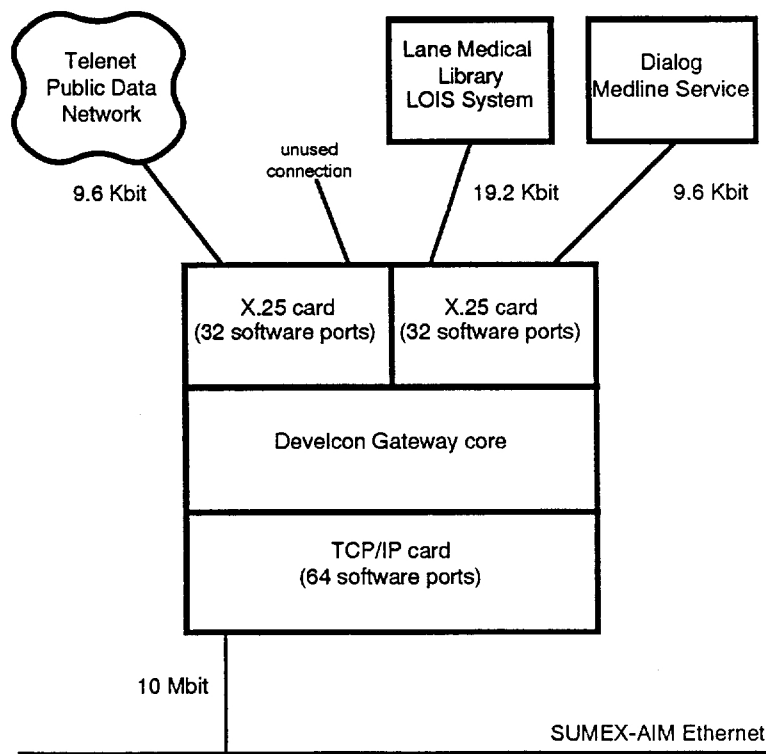 Telenet
Public Data
Network
Lane Medical
Library
LOIS System
Dialog
Medline Service
unused
connection
9.6 Kbit
19.2 Kbit
9.6 Kbit
X.25 card
(32 software ports)
X.25 card
(32 software ports)
Develcon Gateway core
TCP/IP card
(64 software ports)
10 Mbit
SUMEX-AIM Ethernet